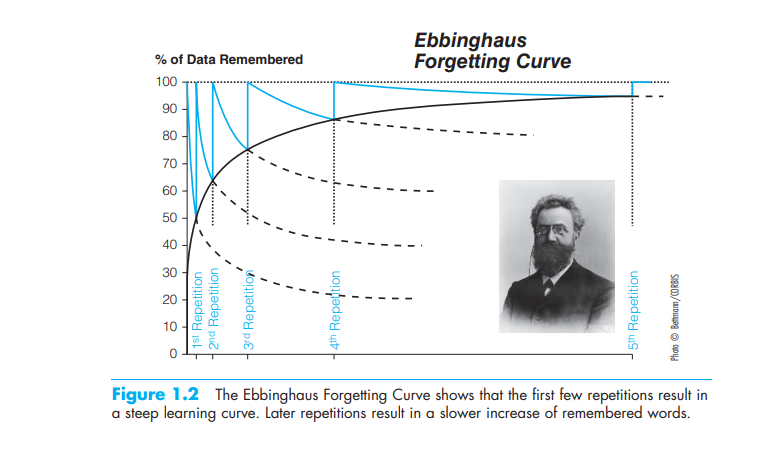 Ebbinghaus
Forgetting Curve
% of Data Remembered
100
90
80
70
60
50
40
30
20
10
0
1st Repetition
2nd Repetition
3rd Repetition
4th Repetition
5th Repetition
Photo © Bettmann/CORBIS
Figure 1.2 The Ebbinghaus Forgetting Curve shows that the first few repetitions result in
a steep learning curve. Later repetitions result in a slower increase of remembered words.